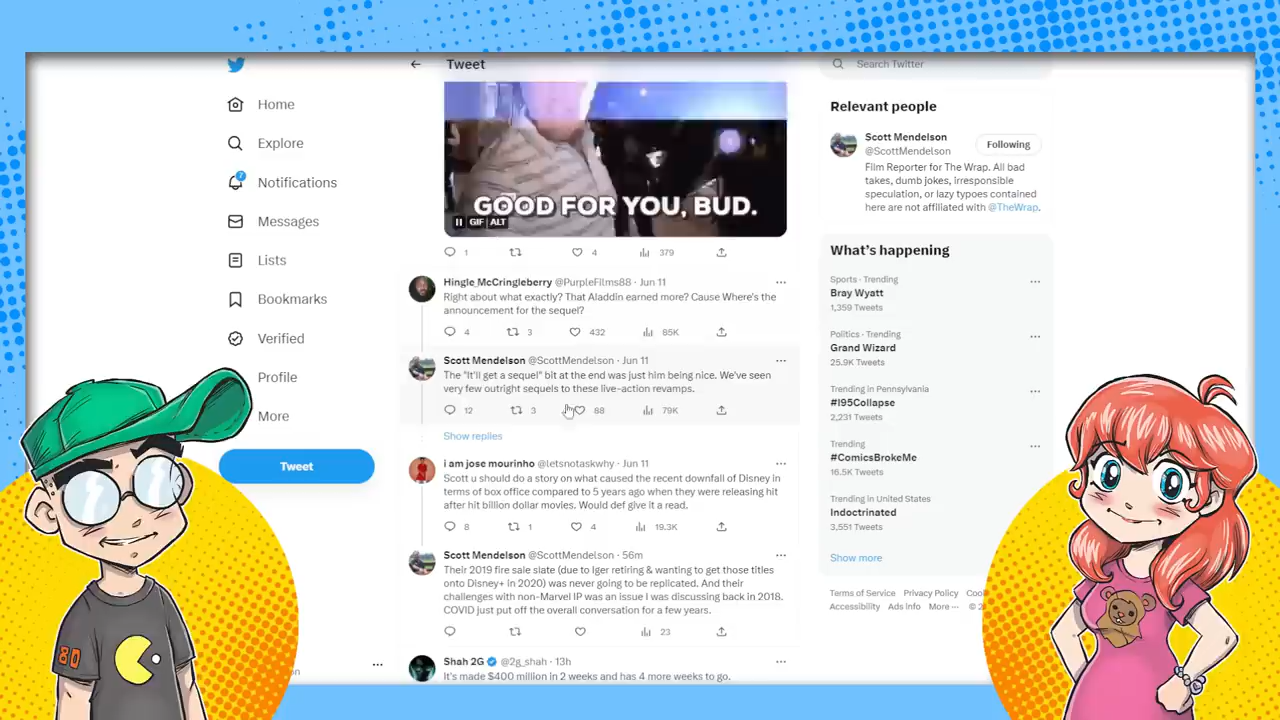 Tweet
Search Twitter
Home
Explore
7
Notifications
Messages
Lists
Bookmarks
Verified
Profile
More
Tweet
GOOD FOR YOU, BUD.
GIF ALT
1 4 379
Hingle_McCringleberry @PurpleFilms88 · Jun 11
Right about what exactly? That Aladdin earned more? Cause Where's the
announcement for the sequel?
4 3 432 85K
Scott Mendelson @ScottMendelson · Jun 11
The "It'll get a sequel" bit at the end was just him being nice. We've seen
very few outright sequels to these live-action revamps.
12 3 88 79K
Show replies
i am jose mourinho @letsnotaskwhy · Jun 11
Scott u should do a story on what caused the recent downfall of Disney in
terms of box office compared to 5 years ago when they were releasing hit
after hit billion dollar movies. Would def give it a read.
8 1 4 19.3K
Scott Mendelson @ScottMendelson · 56m
Their 2019 fire sale slate (due to Iger retiring & wanting to get those titles
onto Disney+ in 2020) was never going to be replicated. And their
challenges with non-Marvel IP was an issue I was discussing back in 2018.
COVID just put off the overall conversation for a few years.
23
Shah 2G @2g_shah · 13h
It's made $400 million in 2 weeks and has 4 more weeks to go.
Relevant people
Scott Mendelson
@ScottMendelson
Following
Film Reporter for The Wrap. All bad
takes, dumb jokes, irresponsible
speculation, or lazy typoes contained
here are not affiliated with @TheWrap.
What's happening
Sports · Trending
Bray Wyatt
1,359 Tweets
Politics · Trending
Grand Wizard
25.9K Tweets
Trending in Pennsylvania
#I95Collapse
2,231 Tweets
Trending
#ComicsBrokeMe
16.5K Tweets
Trending in United States
Indoctrinated
3,551 Tweets
Show more
Terms of Service Privacy Policy
Accessibility Ads info More ···
80